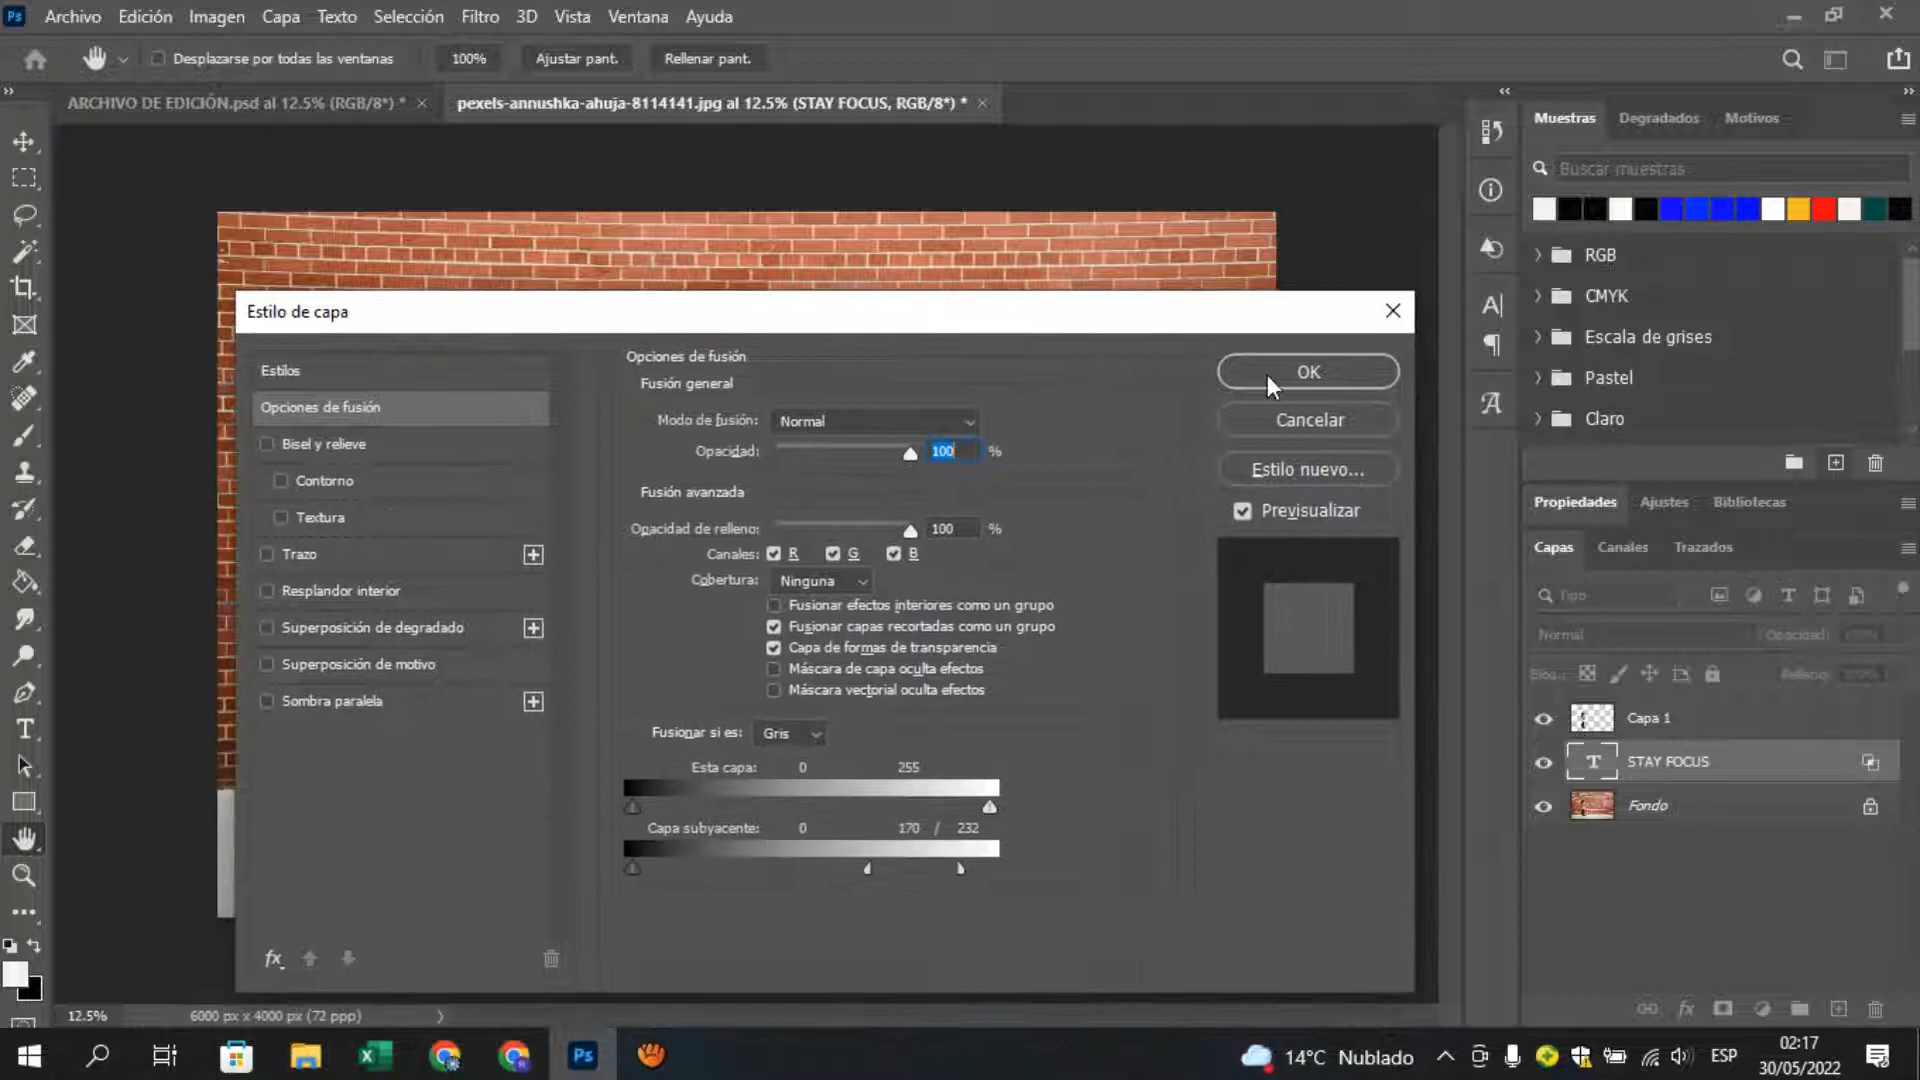 Ps Archivo Edición Imagen Capa Texto Selección Filtro 3D Vista Ventana Ayuda
Desplazarse por todas las ventanas 100% Ajustar pant. Rellenar pant.
ARCHIVO DE EDICIÓN.psd al 12.5% (RGB/8*) * × pexels-annushka-ahuja-8114141.jpg al 12.5% (STAY FOCUS, RGB/8*) * ×
Muestras Degradados Motivos
Buscar muestras
RGB
CMYK
Escala de grises
Pastel
Claro
Estilo de capa
Estilos
Opciones de fusión
Bisel y relieve
Contorno
Textura
Trazo
Resplandor interior
Superposición de degradado
Superposición de motivo
Sombra paralela
fx
Opciones de fusión
Fusión general
Modo de fusión: Normal
Opacidad: 100 %
Fusión avanzada
Opacidad de relleno: 100 %
Canales: R G B
Cobertura: Ninguna
Fusionar efectos interiores como un grupo
Fusionar capas recortadas como un grupo
Capa de formas de transparencia
Máscara de capa oculta efectos
Máscara vectorial oculta efectos
Fusionar si es: Gris
Esta capa: 0 255
Capa subyacente: 0 170 / 232
OK
Cancelar
Estilo nuevo...
Previsualizar
Propiedades Ajustes Bibliotecas
Capas Canales Trazados
Tipo
Normal Opacidad: 100%
Bloq.: Relleno: 100%
Capa 1
STAY FOCUS
Fondo
fx
12.5% 6000 px x 4000 px (72 ppp)
Ps
14°C Nublado ESP 02:17
30/05/2022